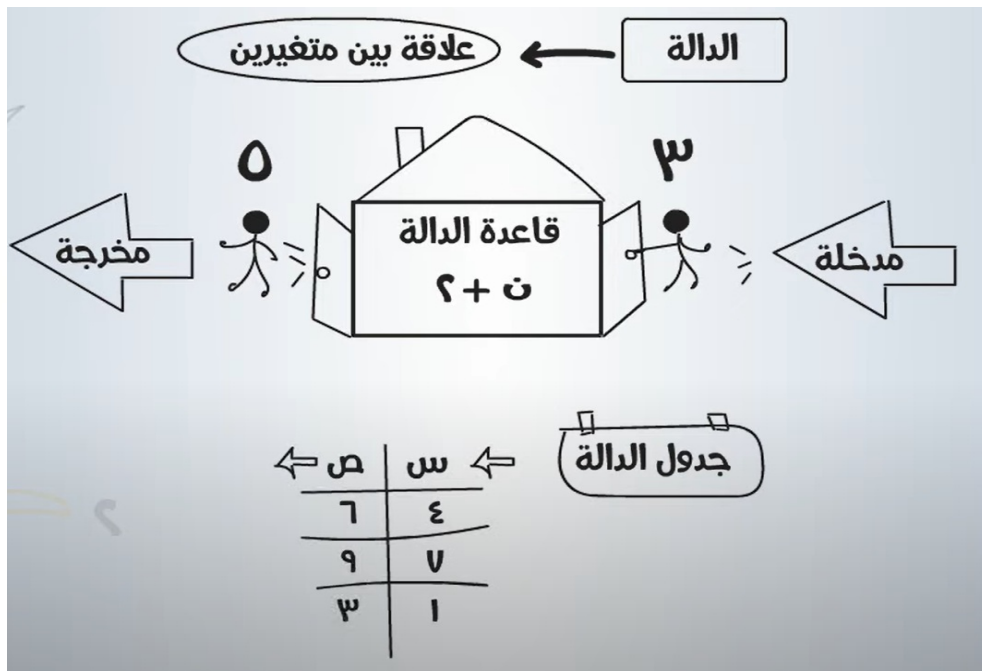 الدالة
علاقة بين متغيرين
٣
٥
مدخلة
قاعدة الدالة
ن + ٢
مخرجة
جدول الدالة
س ص
٤ ٦
٧ ٩
١ ٣
٢